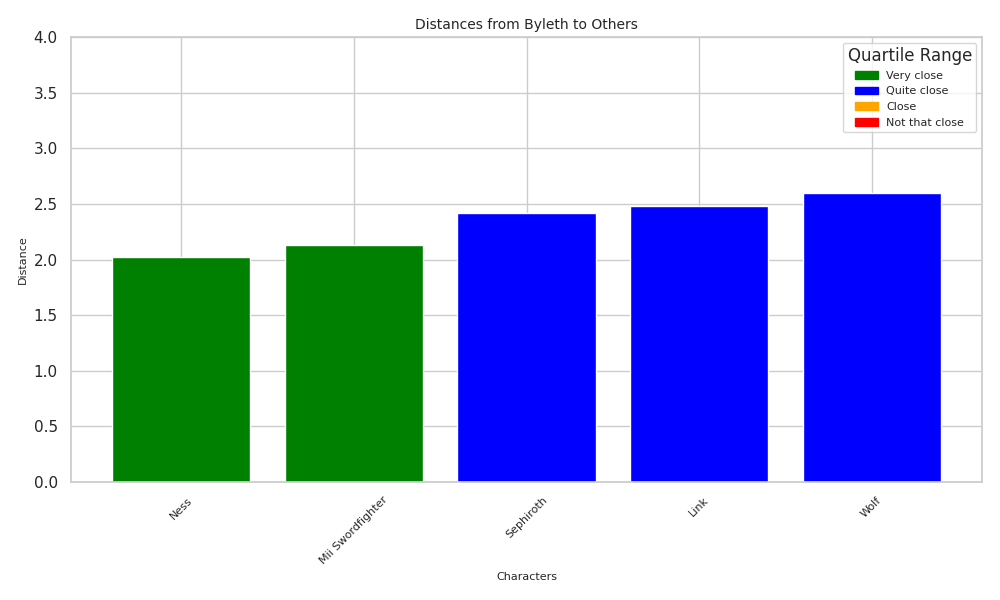 Distances from Byleth to Others
4.0
3.5
3.0
2.5
2.0
1.5
1.0
0.5
0.0
Distance
Quartile Range
Very close
Quite close
Close
Not that close
Ness
Mii Swordfighter
Sephiroth
Link
Wolf
Characters